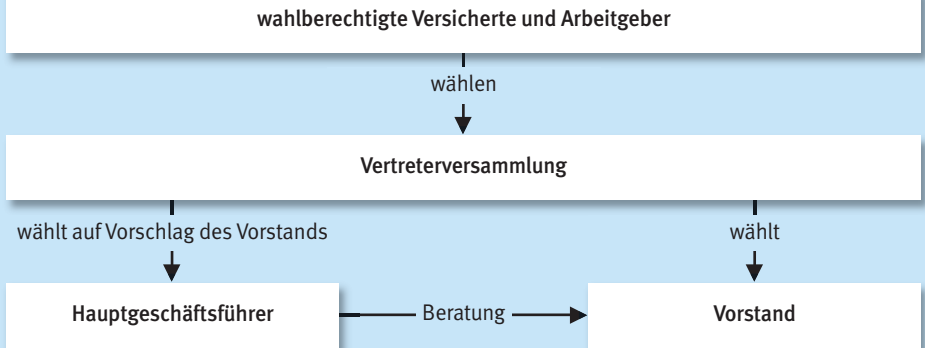 wahlberechtigte Versicherte und Arbeitgeber
wählen
Vertreterversammlung
wählt auf Vorschlag des Vorstands
wählt
Hauptgeschäftsführer
Beratung
Vorstand